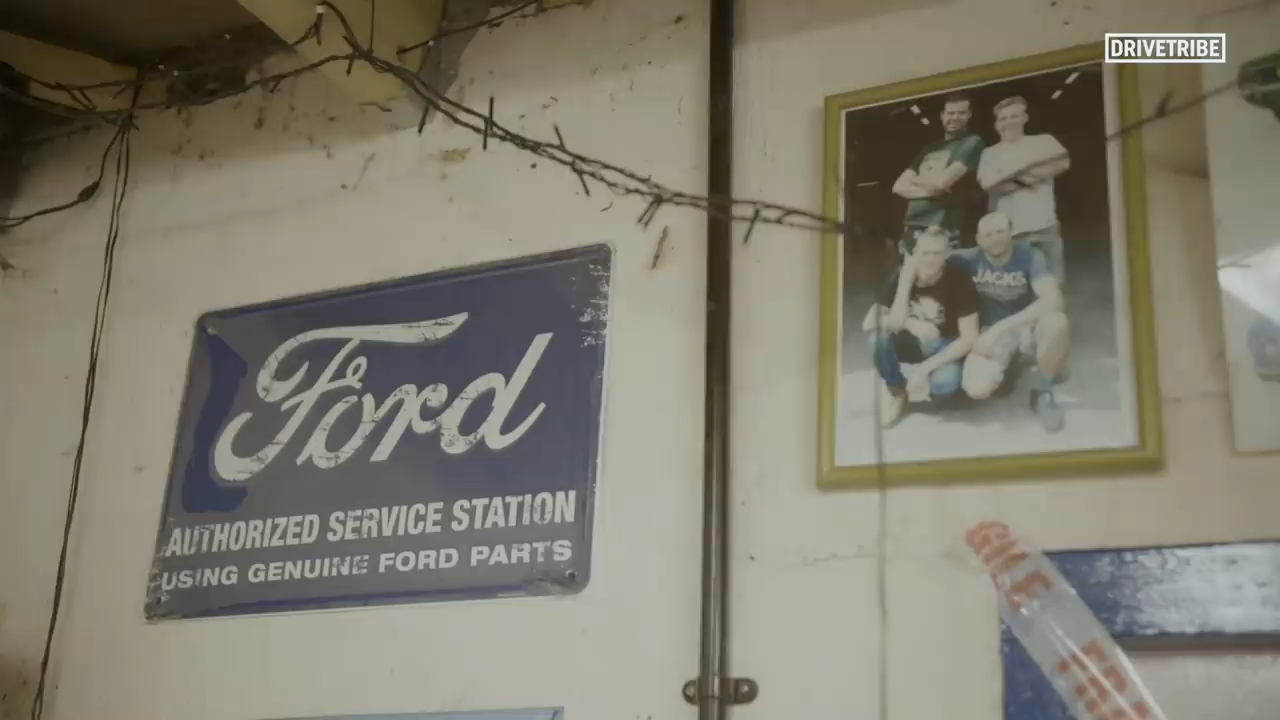 DRIVETRIBE
Ford
AUTHORIZED SERVICE STATION
USING GENUINE FORD PARTS
JACKS